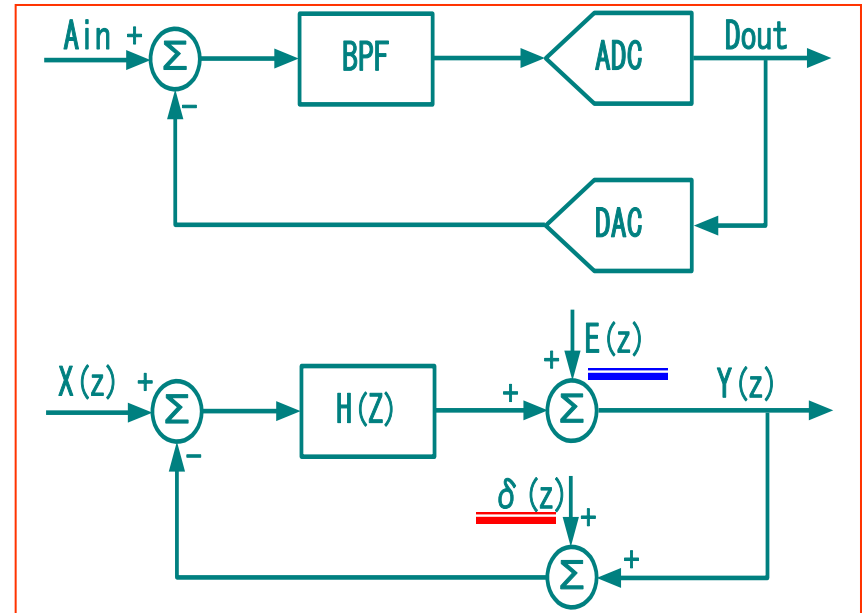 Ain + Σ BPF ADC Dout
-
DAC
E(z)
+
X(z) + Σ H(Z) + Σ Y(z)
-
δ(z) +
Σ +